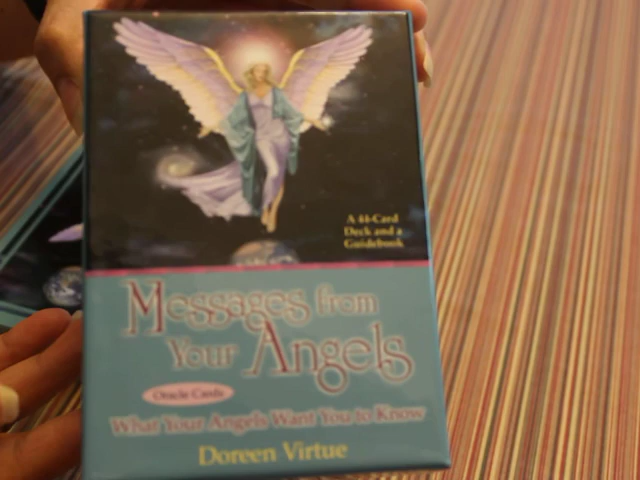 A 44-Card
Deck and a
Guidebook
Messages from
Your Angels
Oracle Cards
What Your Angels Want You to Know
Doreen Virtue